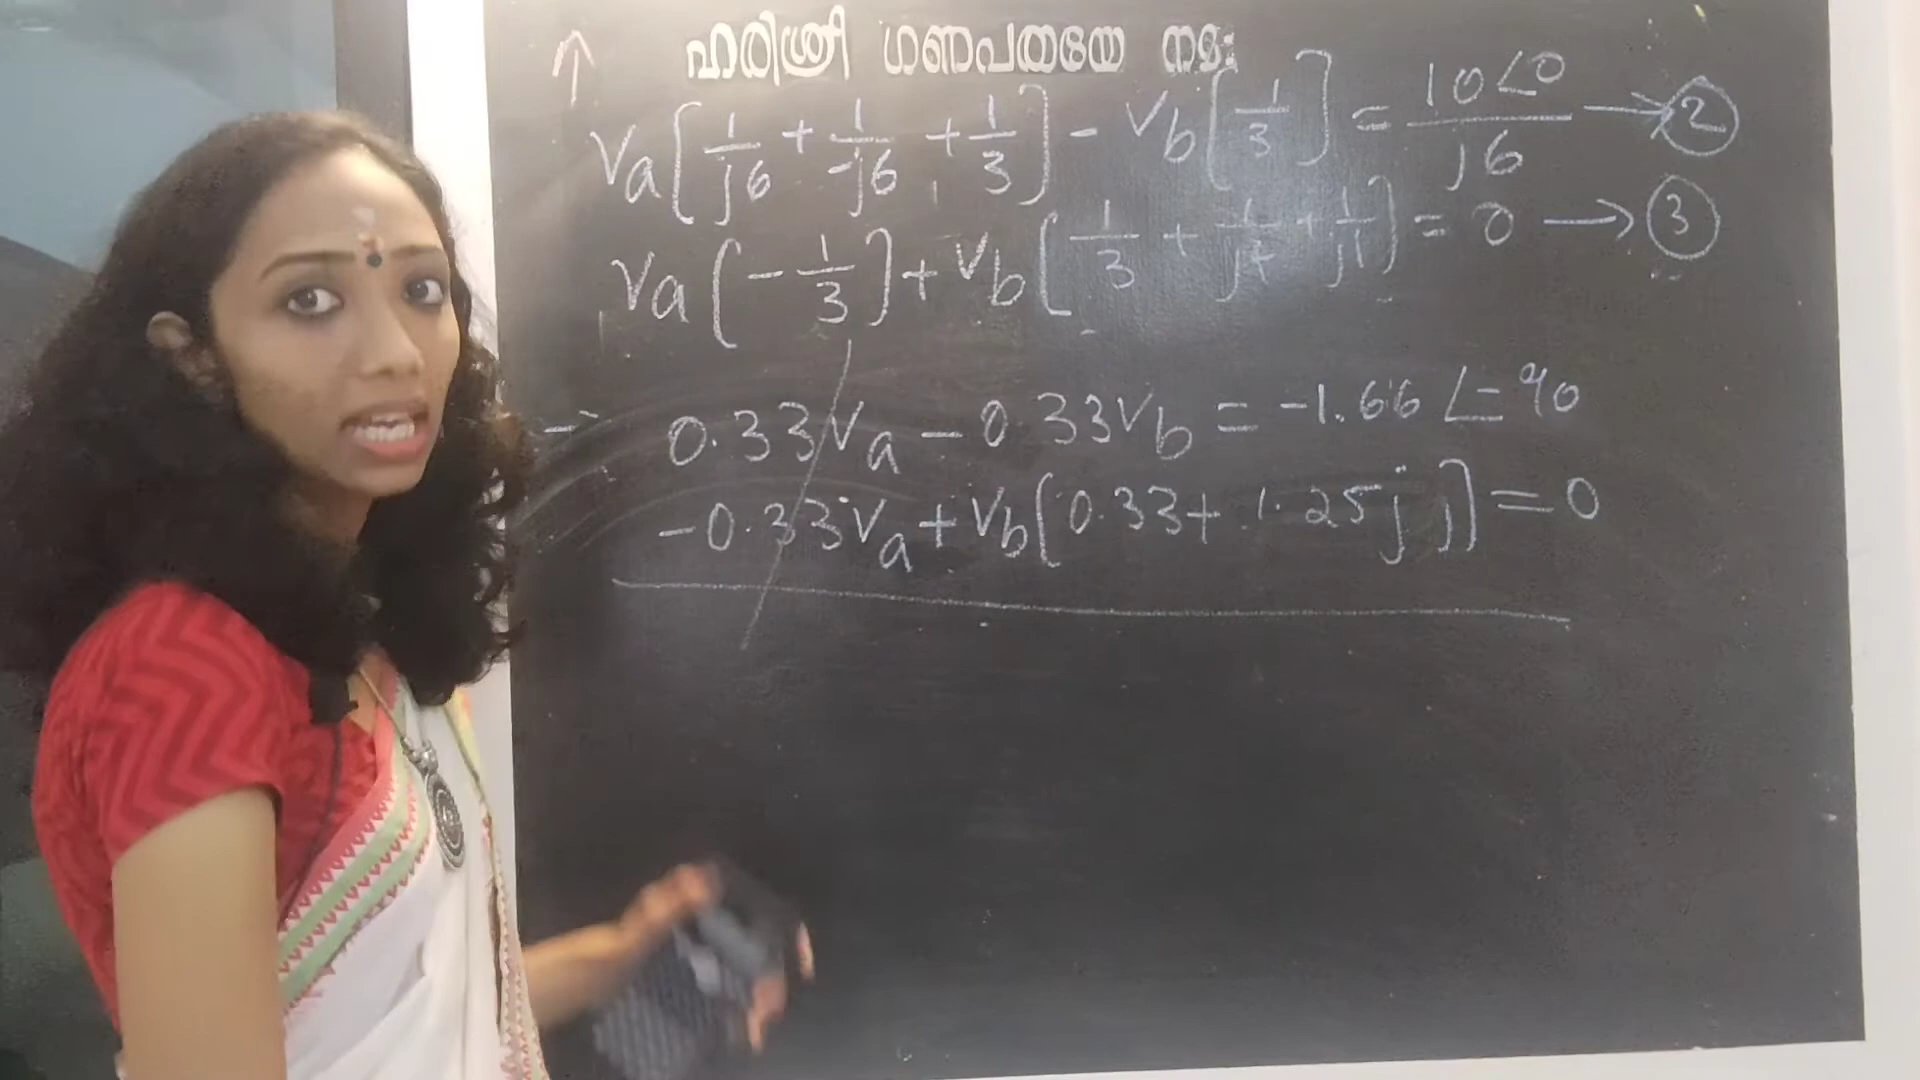 ഹരിശ്രീ ഗണപതയേ നമഃ
Va[1/j6 + 1/-j6 + 1/3] - Vb[1/3] = 10∠0/j6 → ②
Va[-1/3] + Vb[1/3 + 1/j4 + 1/j1] = 0 → ③
→ 0.33Va - 0.33Vb = -1.66∠-90
-0.33Va + Vb[0.33 + 1.25j j] = 0